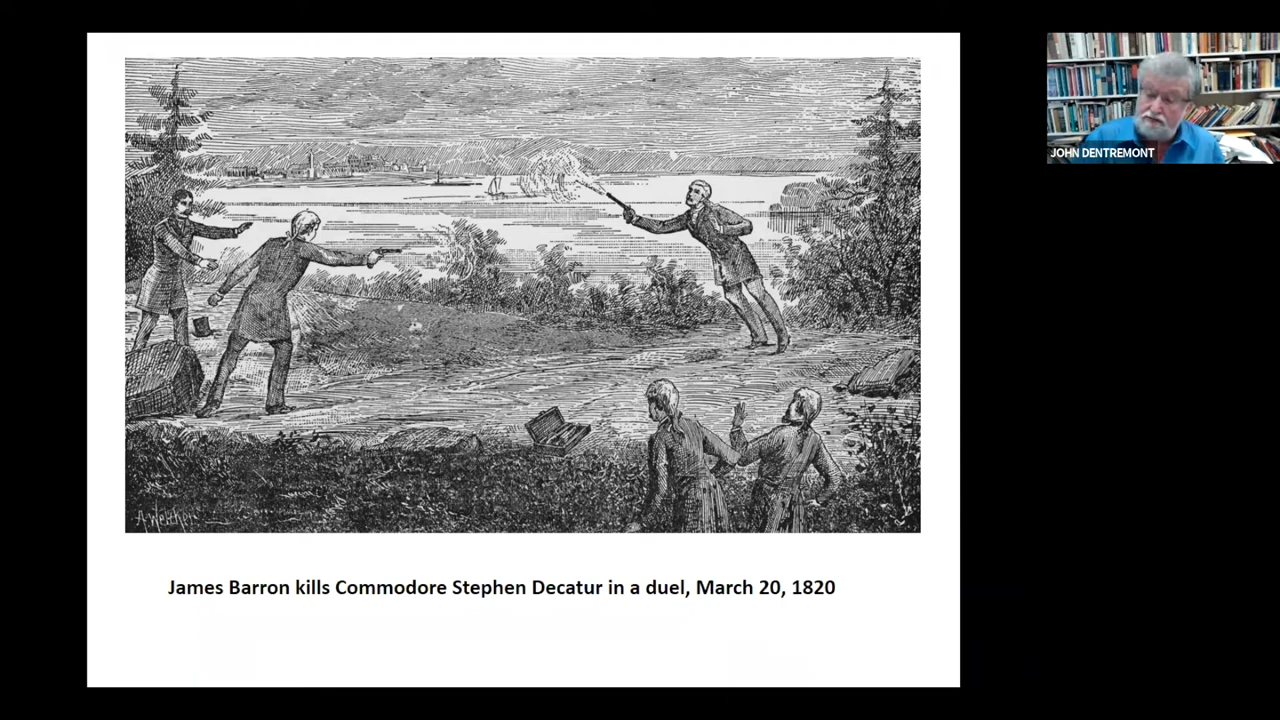 JOHN DENTREMONT
James Barron kills Commodore Stephen Decatur in a duel, March 20, 1820